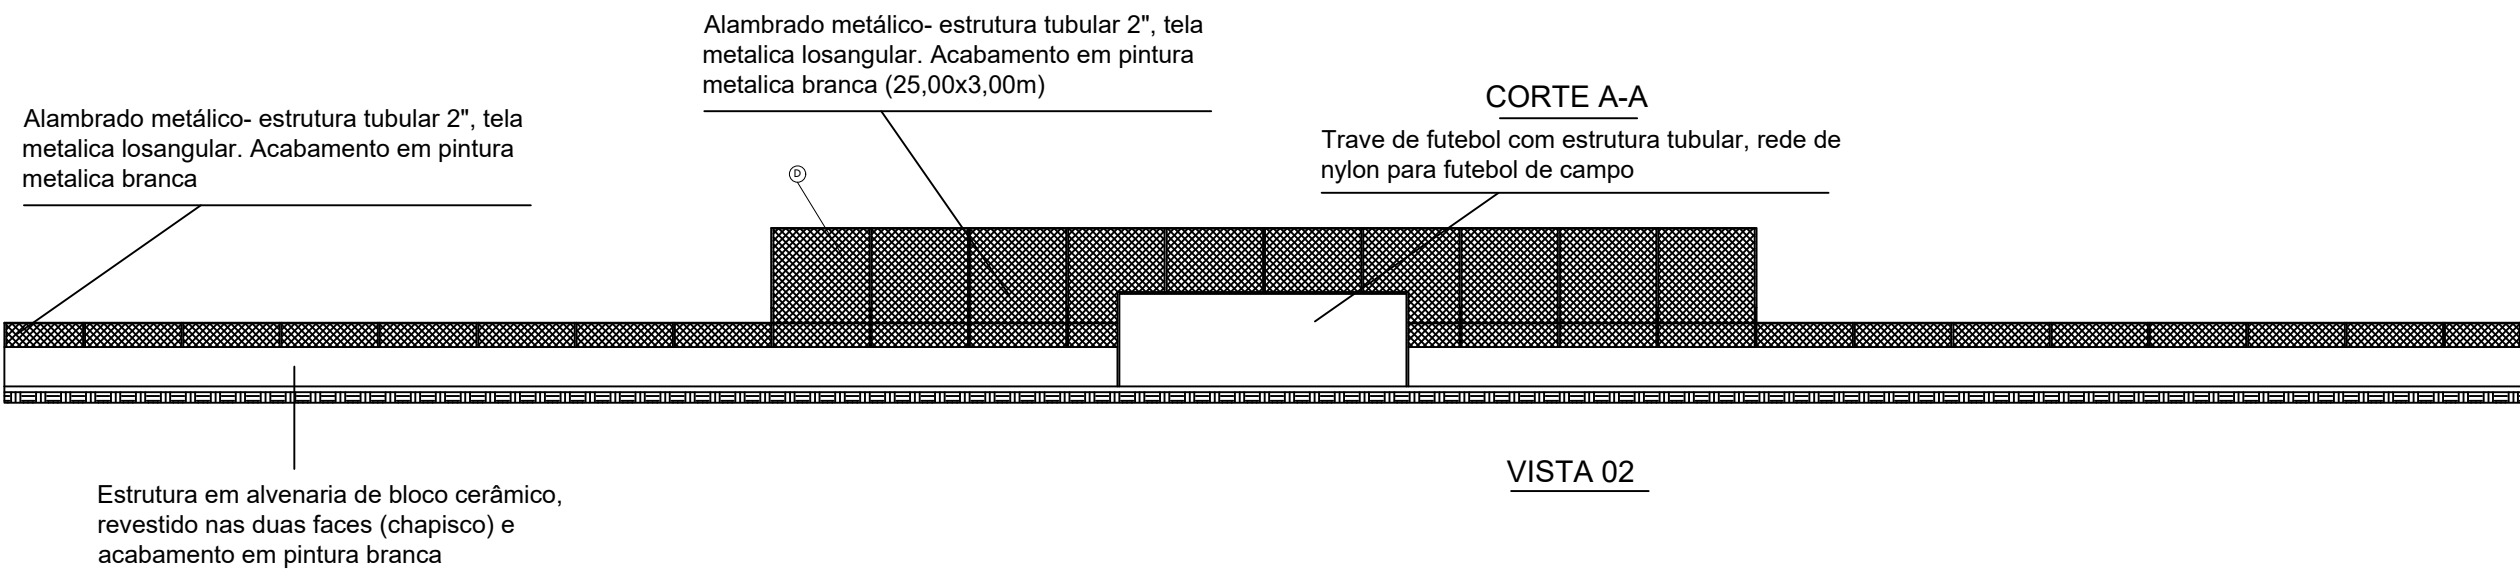 Alambrado metálico- estrutura tubular 2", tela
metalica losangular. Acabamento em pintura
metalica branca (25,00x3,00m)
CORTE A-A
Alambrado metálico- estrutura tubular 2", tela
metalica losangular. Acabamento em pintura
metalica branca
Trave de futebol com estrutura tubular, rede de
nylon para futebol de campo
D
VISTA 02
Estrutura em alvenaria de bloco cerâmico,
revestido nas duas faces (chapisco) e
acabamento em pintura branca